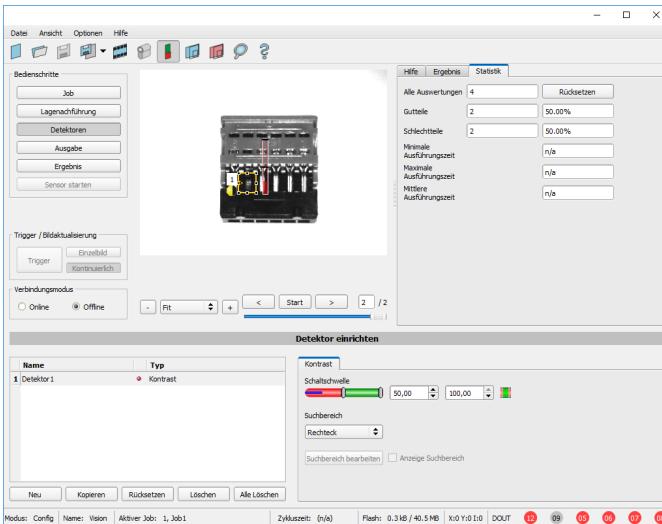 Datei Ansicht Optionen Hilfe
Bedienschritte
Job
Lagenachführung
Detektoren
Ausgabe
Ergebnis
Sensor starten
Trigger / Bildaktualisierung
Trigger
Einzelbild
Kontinuierlich
Verbindungsmodus
Online Offline
1
- Fit + < Start > 2 / 2
Hilfe Ergebnis Statistik
Alle Auswertungen 4 Rücksetzen
Gutteile 2 50.00%
Schlechtteile 2 50.00%
Minimale
Ausführungszeit n/a
Maximale
Ausführungszeit n/a
Mittlere
Ausführungszeit n/a
Detektor einrichten
Name Typ
1 Detektor1 Kontrast
Neu Kopieren Rücksetzen Löschen Alle Löschen
Kontrast
Schaltschwelle
50,00 100,00
Suchbereich
Rechteck
Suchbereich bearbeiten Anzeige Suchbereich
Modus: Config Name: Vision Aktiver Job: 1, Job1 Zykluszeit: (n/a) Flash: 0.3 kB / 40.5 MB X:0 Y:0 I:0 DOUT 12 09 05 06 07